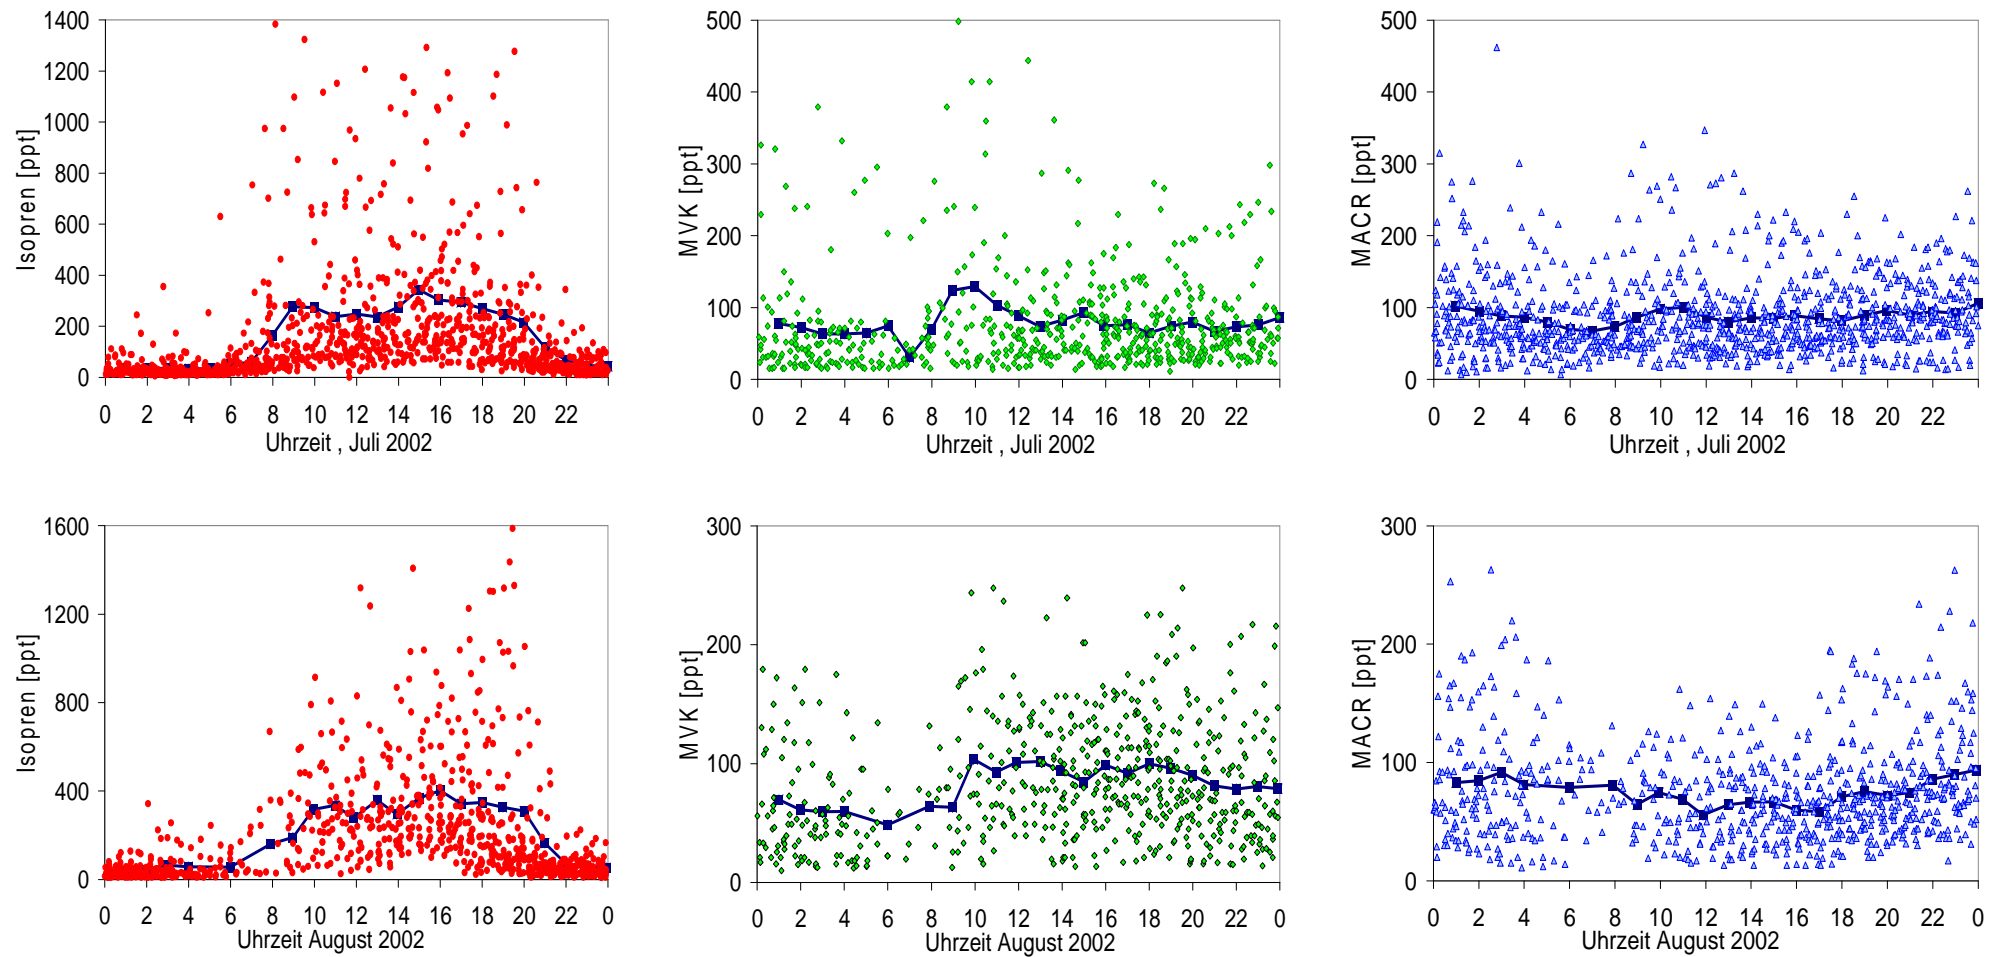 1400
1200
1000
800
600
400
200
0
Isopren [ppt]
0 2 4 6 8 10 12 14 16 18 20 22
Uhrzeit , Juli 2002
500
400
300
200
100
0
MVK [ppt]
0 2 4 6 8 10 12 14 16 18 20 22
Uhrzeit , Juli 2002
500
400
300
200
100
0
MACR [ppt]
0 2 4 6 8 10 12 14 16 18 20 22
Uhrzeit , Juli 2002
1600
1200
800
400
0
Isopren [ppt]
0 2 4 6 8 10 12 14 16 18 20 22 0
Uhrzeit August 2002
300
200
100
0
MVK [ppt]
0 2 4 6 8 10 12 14 16 18 20 22 0
Uhrzeit August 2002
300
200
100
0
MACR [ppt]
0 2 4 6 8 10 12 14 16 18 20 22 0
Uhrzeit August 2002